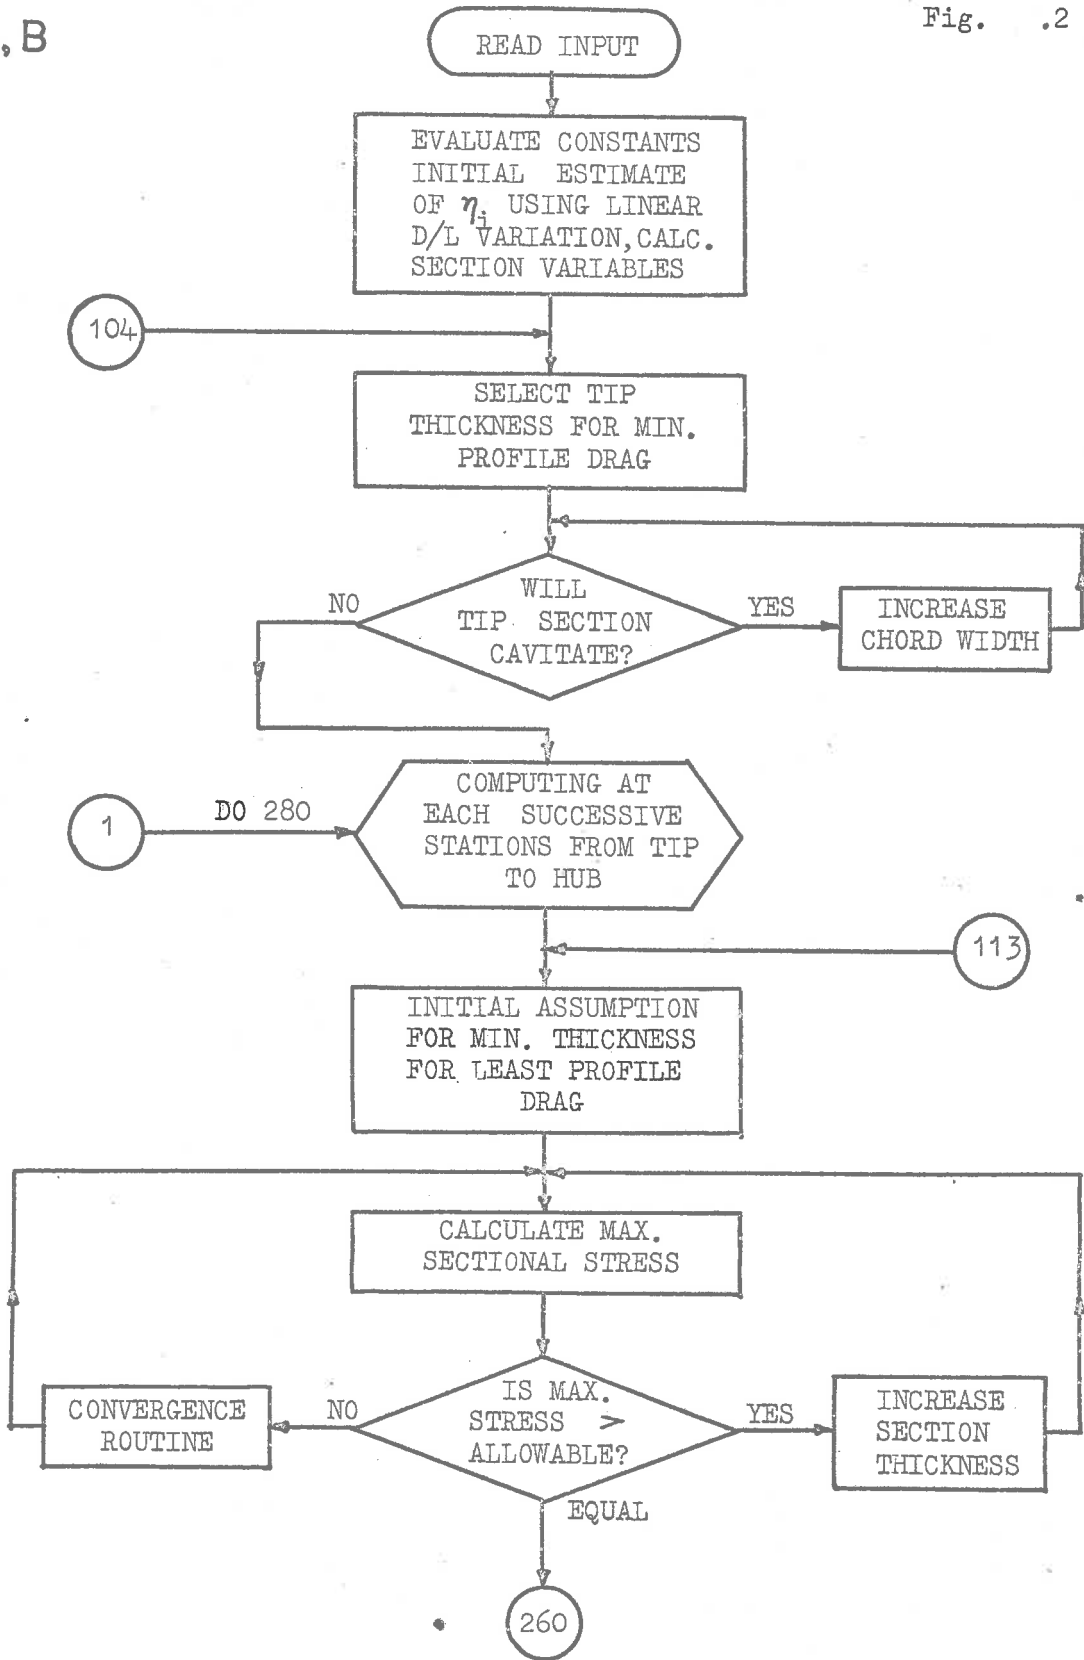 , B
Fig. .2
READ INPUT
EVALUATE CONSTANTS
INITIAL ESTIMATE
OF ηi USING LINEAR
D/L VARIATION, CALC.
SECTION VARIABLES
104
SELECT TIP
THICKNESS FOR MIN.
PROFILE DRAG
WILL
TIP SECTION
CAVITATE?
NO
YES
INCREASE
CHORD WIDTH
1
DO 280
COMPUTING AT
EACH SUCCESSIVE
STATIONS FROM TIP
TO HUB
113
INITIAL ASSUMPTION
FOR MIN. THICKNESS
FOR LEAST PROFILE
DRAG
CALCULATE MAX.
SECTIONAL STRESS
IS MAX.
STRESS >
ALLOWABLE?
NO
CONVERGENCE
ROUTINE
YES
INCREASE
SECTION
THICKNESS
EQUAL
260